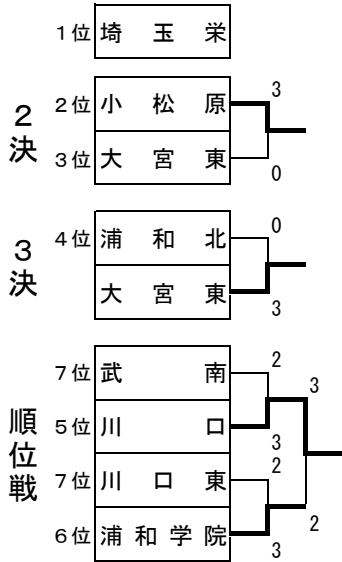 1位 埼玉栄
2決
2位 小松原 3
3位 大宮東 0
3決
4位 浦和北 0
大宮東 3
順位戦
7位 武南 2
3
5位 川口 3
7位 川口東 2
2
6位 浦和学院 3